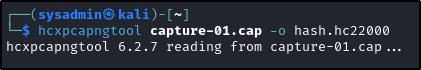 ┌──(sysadmin㉿kali)-[~]
└─$ hcxpcapngtool capture-01.cap -o hash.hc22000
hcxpcapngtool 6.2.7 reading from capture-01.cap...